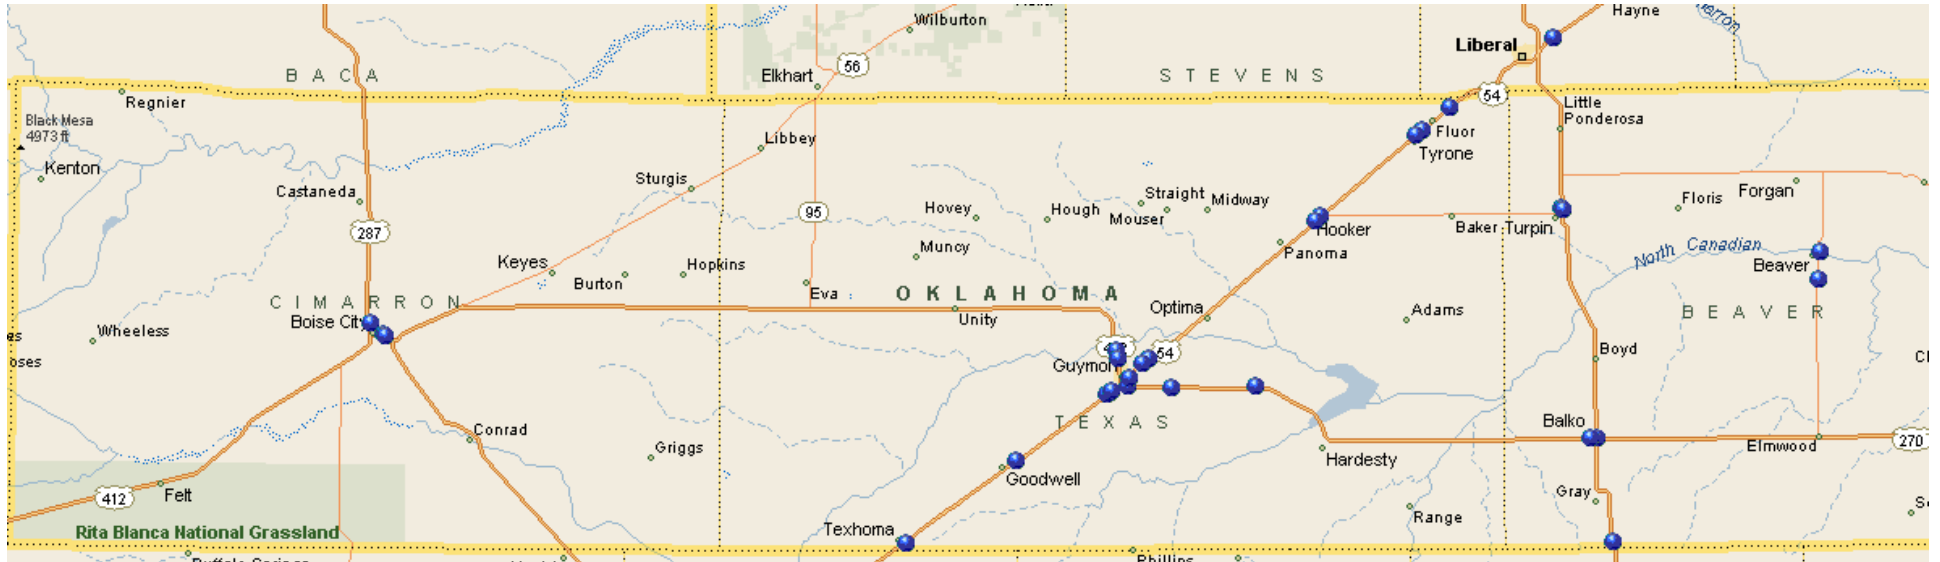 Wilburton
Hayne
Liberal
56
Elkhart
BACA
STEVENS
54
Regnier
Black Mesa
4973 ft
Little
Ponderosa
Fluor
Tyrone
Libbey
Kenton
Sturgis
Castaneda
95
Hovey
Hough
Straight
Mouser
Midway
Floris
Forgan
287
Hooker
Baker
Turpin
Muncy
Panoma
North Canadian
Keyes
Burton
Hopkins
Beaver
Eva
OKLAHOMA
CIMARRON
Boise City
Unity
Optima
Adams
BEAVER
Wheeless
Guymon
54
Boyd
TEXAS
Conrad
Griggs
Balko
Elmwood
270
Hardesty
Goodwell
412
Felt
Gray
Range
Rita Blanca National Grassland
Texhoma
Phillips